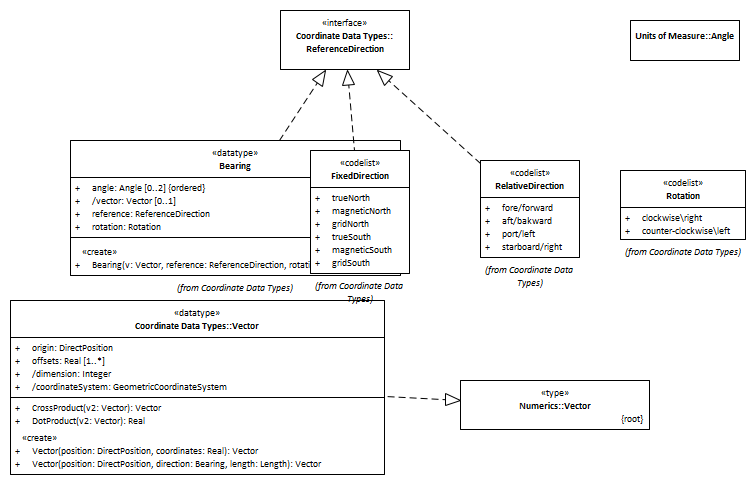 «interface»
Coordinate Data Types::
ReferenceDirection
Units of Measure::Angle
«datatype»
Bearing
+ angle: Angle [0..2] {ordered}
+ /vector: Vector [0..1]
+ reference: ReferenceDirection
+ rotation: Rotation
«create»
+ Bearing(v: Vector, reference: ReferenceDirection, rotati
(from Coordinate Data Types)
«codelist»
FixedDirection
+ trueNorth
+ magneticNorth
+ gridNorth
+ trueSouth
+ magneticSouth
+ gridSouth
(from Coordinate Data
Types)
«codelist»
RelativeDirection
+ fore/forward
+ aft/bakward
+ port/left
+ starboard/right
(from Coordinate Data
Types)
«codelist»
Rotation
+ clockwise\right
+ counter-clockwise\left
(from Coordinate Data Types)
«datatype»
Coordinate Data Types::Vector
+ origin: DirectPosition
+ offsets: Real [1..*]
+ /dimension: Integer
+ /coordinateSystem: GeometricCoordinateSystem
+ CrossProduct(v2: Vector): Vector
+ DotProduct(v2: Vector): Real
«create»
+ Vector(position: DirectPosition, coordinates: Real): Vector
+ Vector(position: DirectPosition, direction: Bearing, length: Length): Vector
«type»
Numerics::Vector
{root}